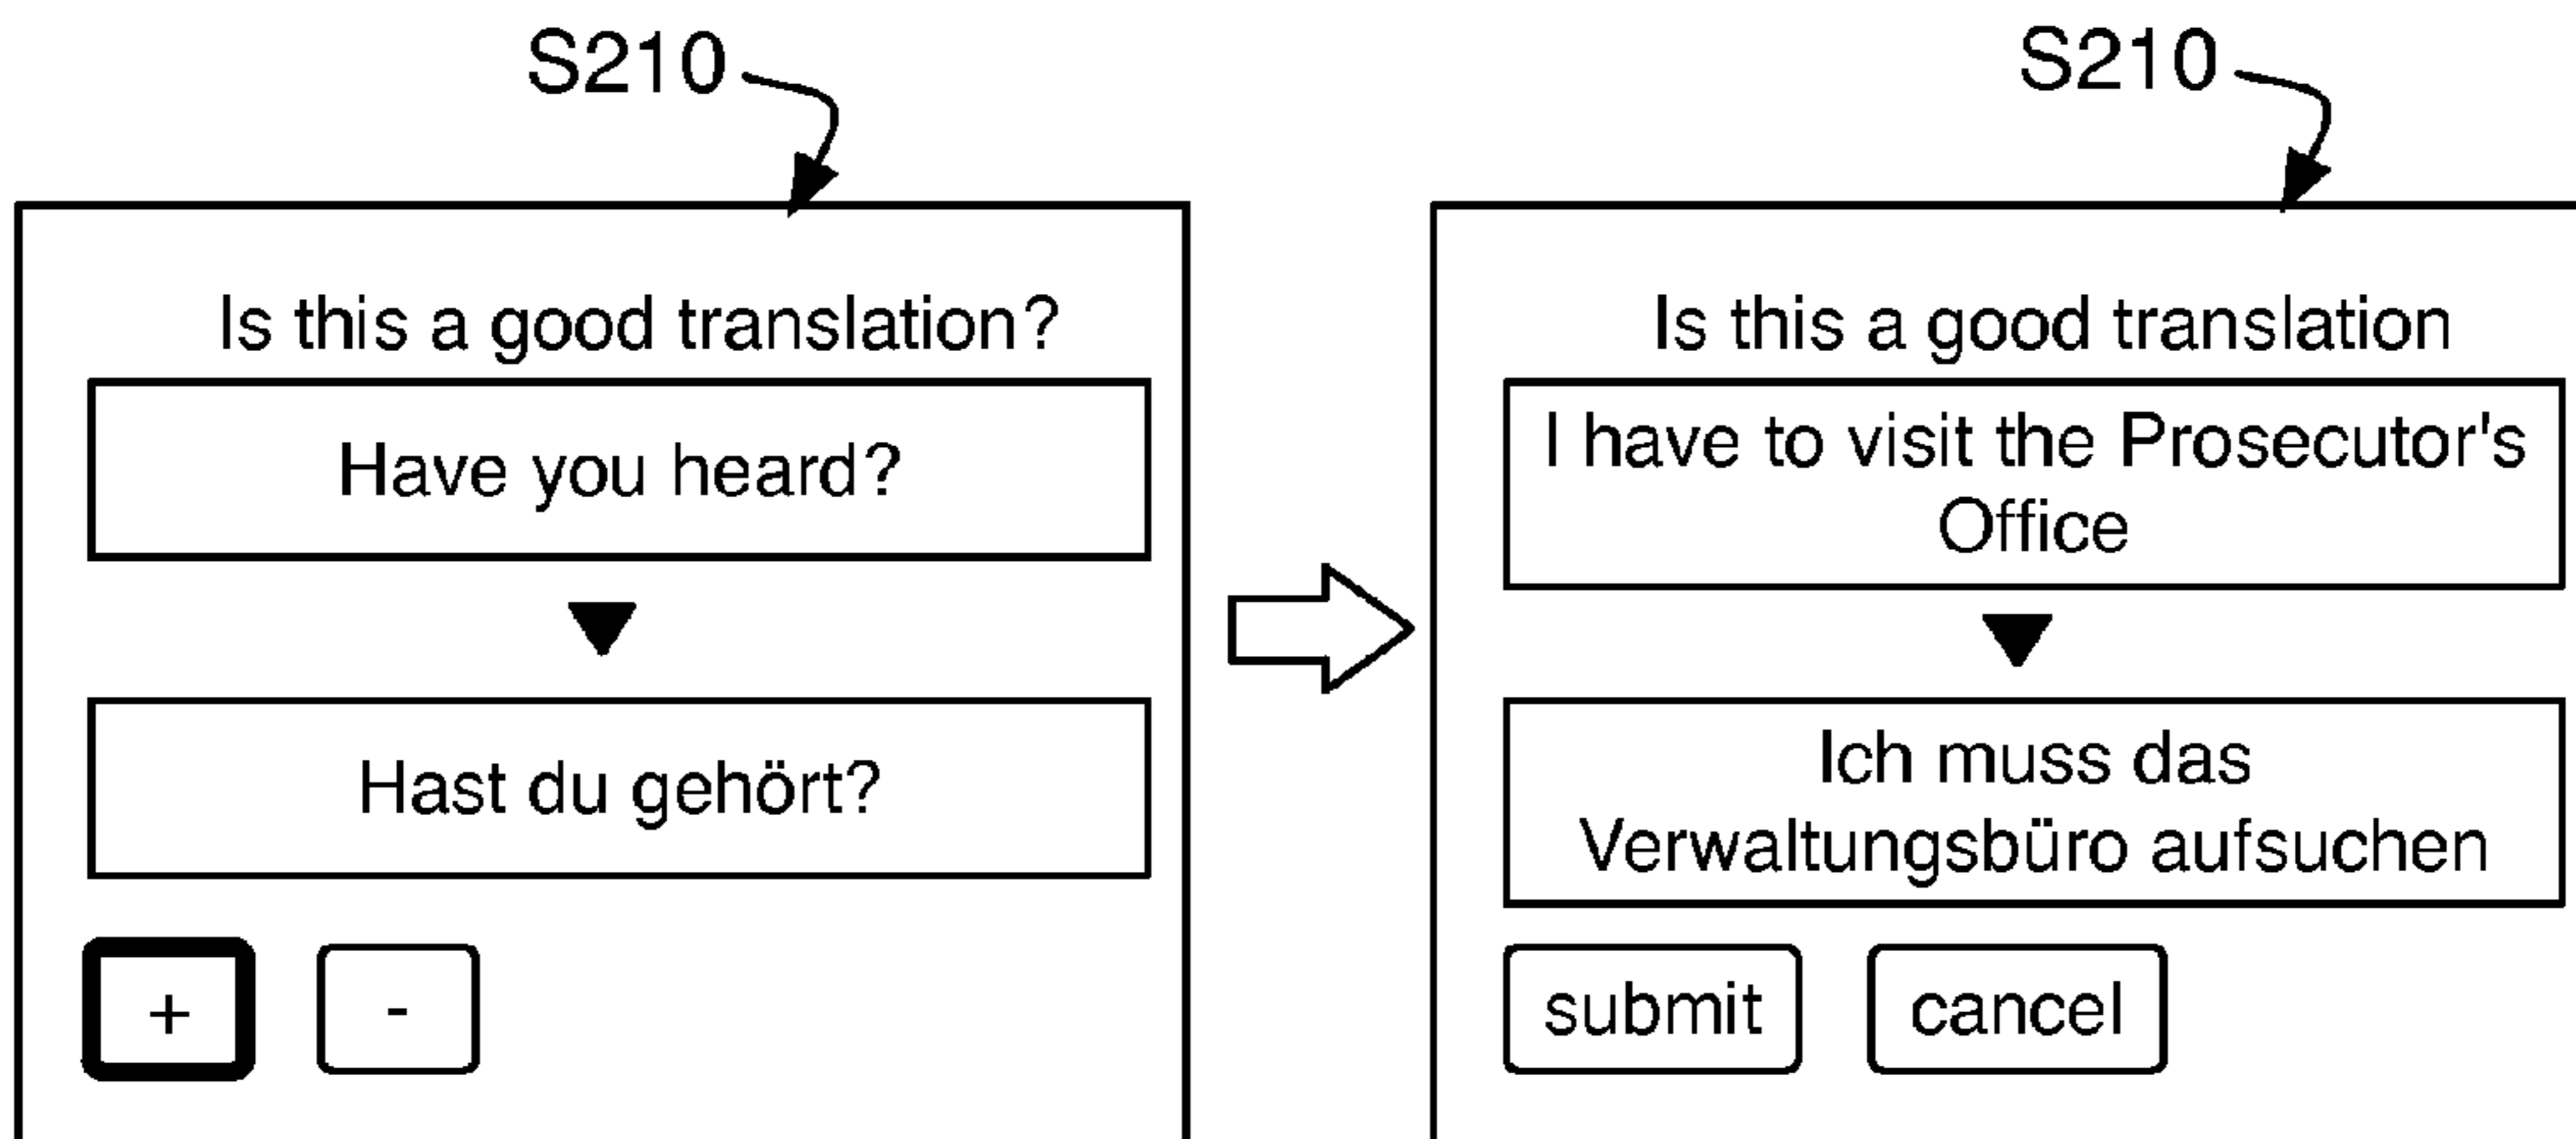 S210
Is this a good translation?
Have you heard?
Hast du gehört?
+
-
S210
Is this a good translation
I have to visit the Prosecutor's
Office
Ich muss das
Verwaltungsbüro aufsuchen
submit
cancel